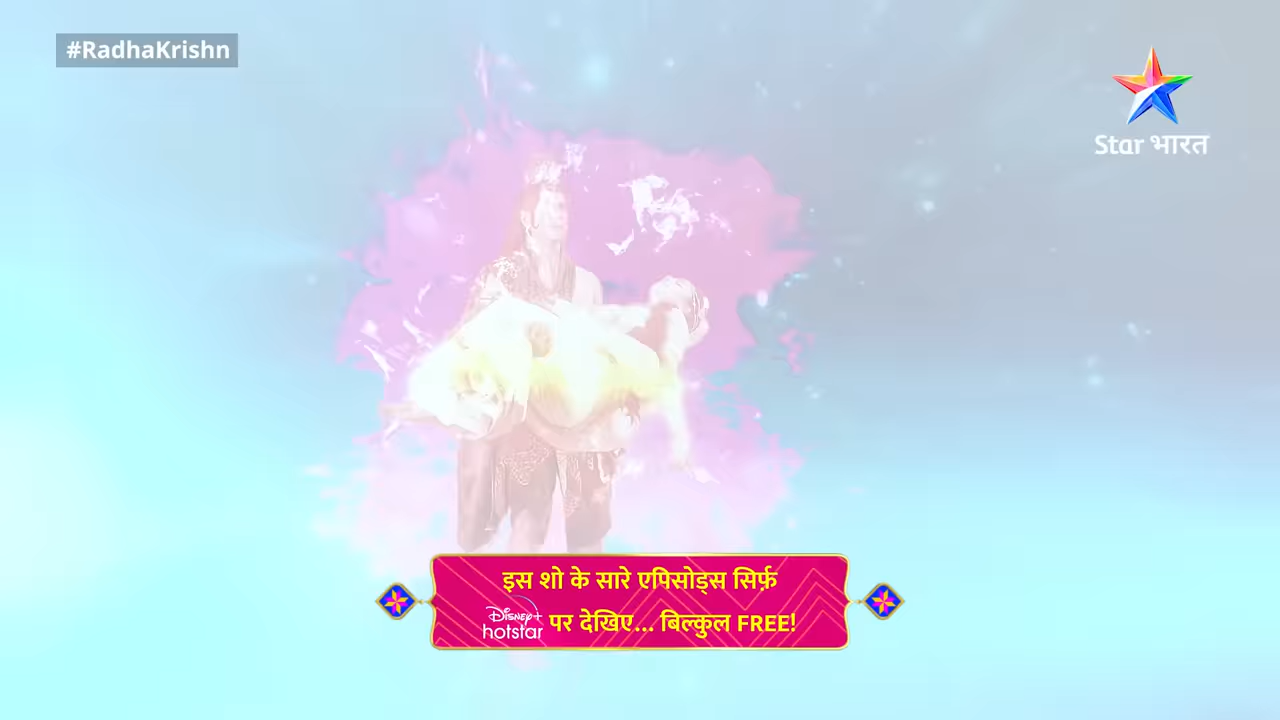 #RadhaKrishn
Star भारत
इस शो के सारे एपिसोड्स सिर्फ़
Disney+ hotstar पर देखिए... बिल्कुल FREE!